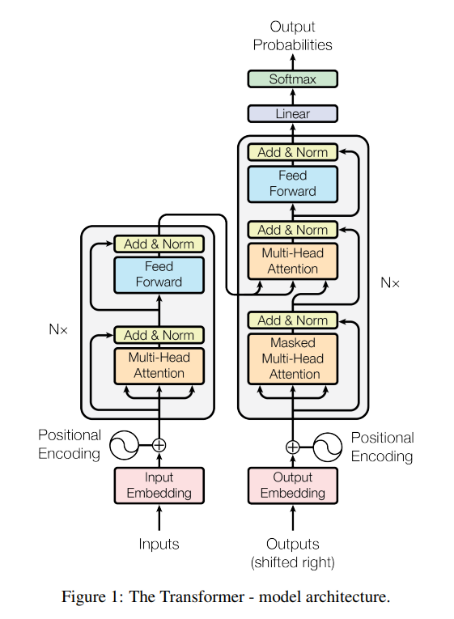 Output
Probabilities
Softmax
Linear
Add & Norm
Feed
Forward
Add & Norm
Multi-Head
Attention
Add & Norm
Masked
Multi-Head
Attention
Nx
Add & Norm
Feed
Forward
Add & Norm
Multi-Head
Attention
Nx
Positional
Encoding
Positional
Encoding
Input
Embedding
Output
Embedding
Inputs
Outputs
(shifted right)
Figure 1: The Transformer - model architecture.